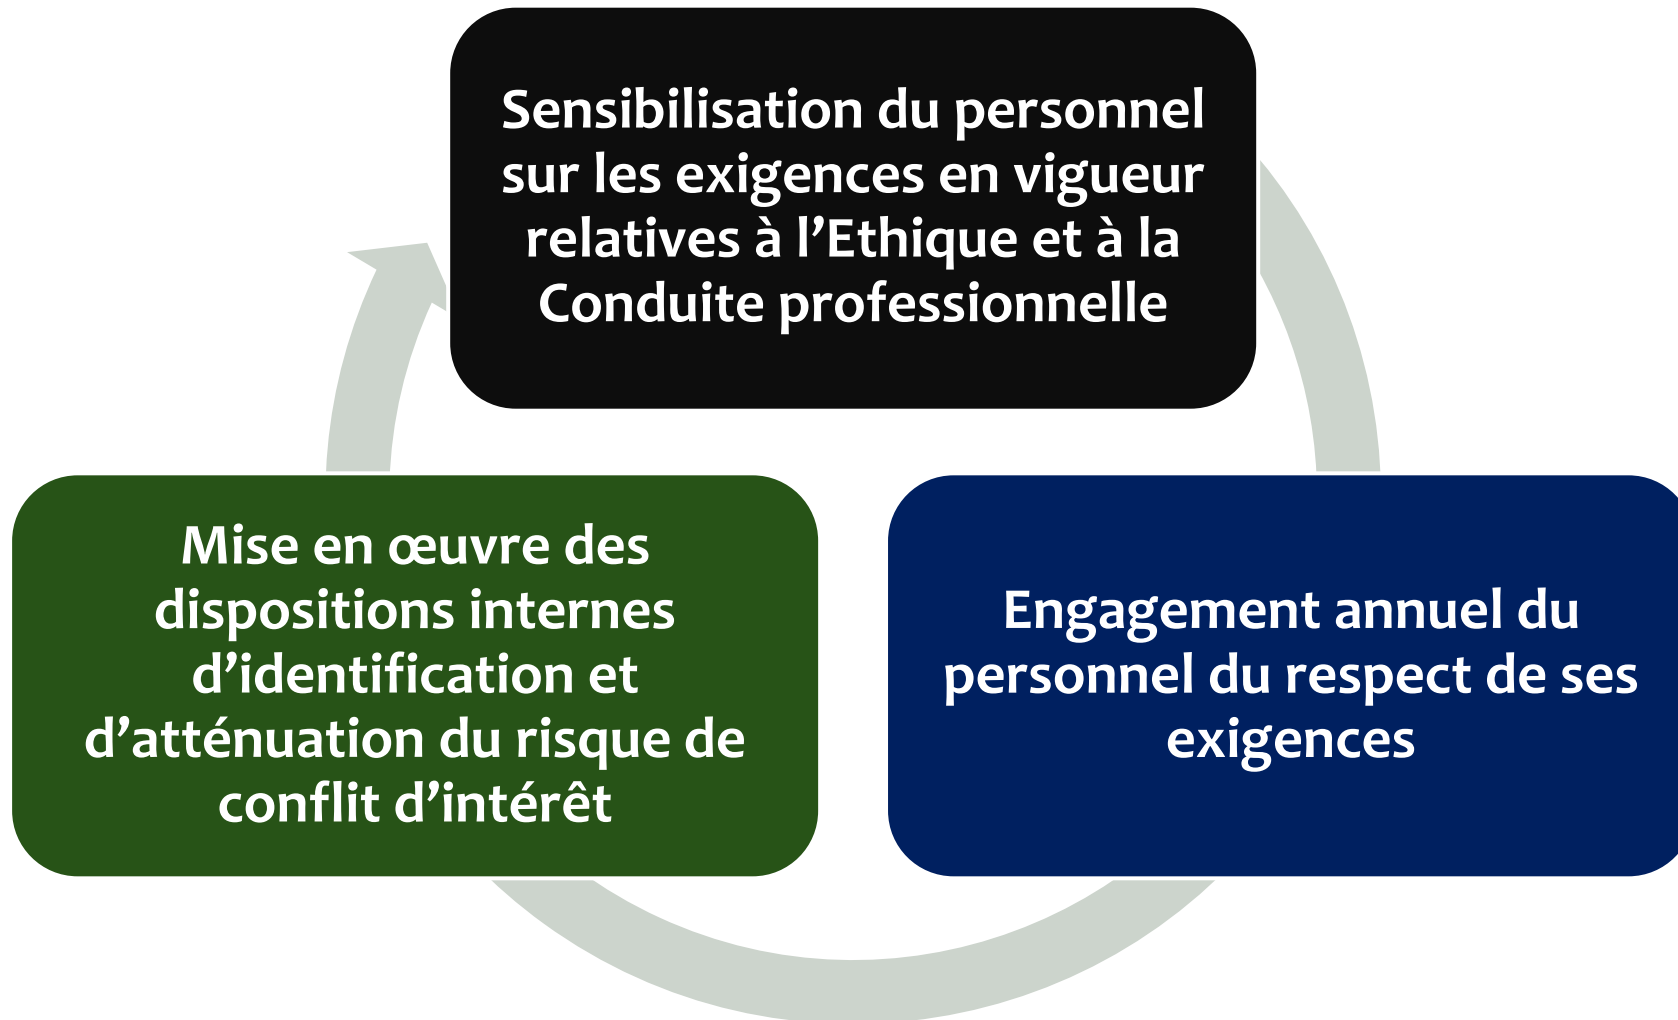 Sensibilisation du personnel
sur les exigences en vigueur
relatives à l’Ethique et à la
Conduite professionnelle
Engagement annuel du
personnel du respect de ses
exigences
Mise en œuvre des
dispositions internes
d’identification et
d’atténuation du risque de
conflit d’intérêt